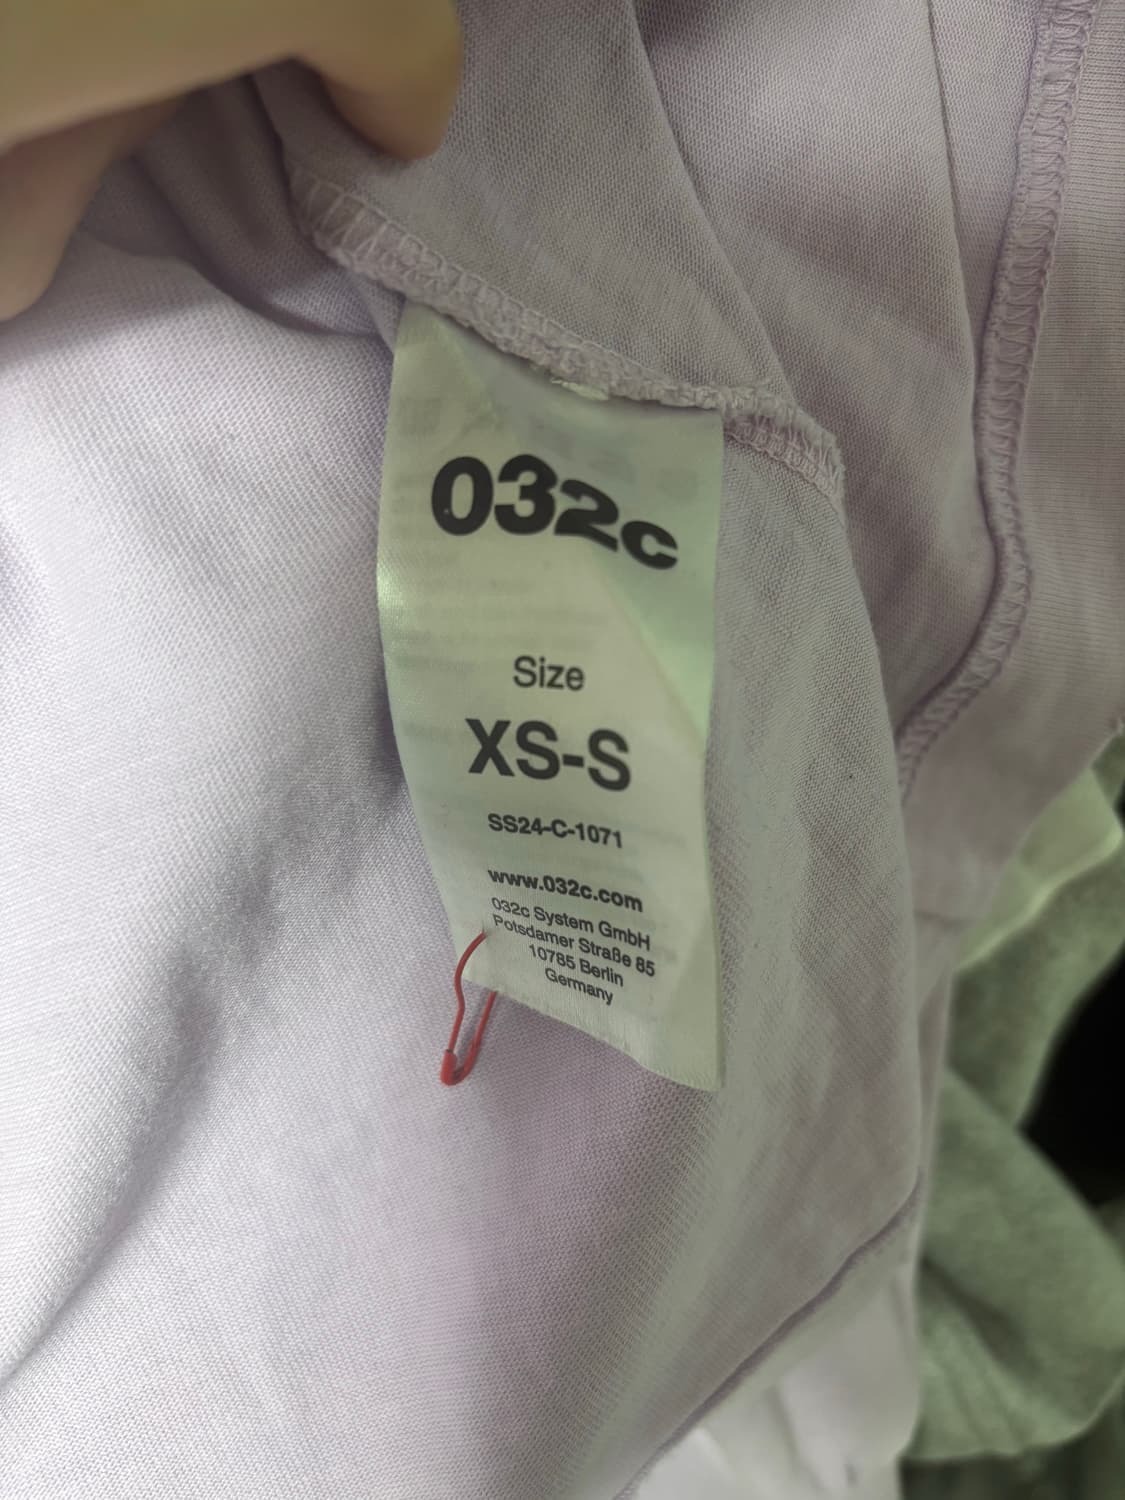 032c
Size
XS-S
SS24-C-1071
www.032c.com
032c System GmbH
Potsdamer Straße 85
10785 Berlin
Germany